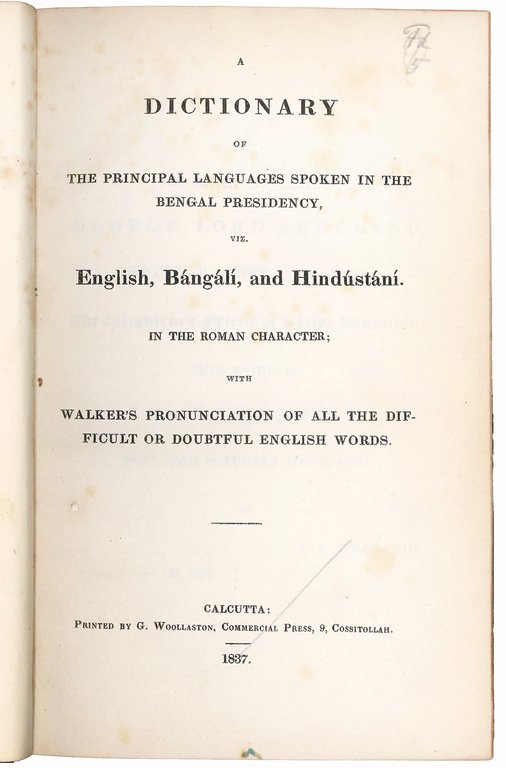 A
DICTIONARY
OF
THE PRINCIPAL LANGUAGES SPOKEN IN THE
BENGAL PRESIDENCY,
VIZ.
English, Bángálí, and Hindústání.
IN THE ROMAN CHARACTER;
WITH
WALKER'S PRONUNCIATION OF ALL THE DIF-
FICULT OR DOUBTFUL ENGLISH WORDS.
CALCUTTA:
PRINTED BY G. WOOLLASTON, COMMERCIAL PRESS, 9, COSSITOLLAH.
1837.